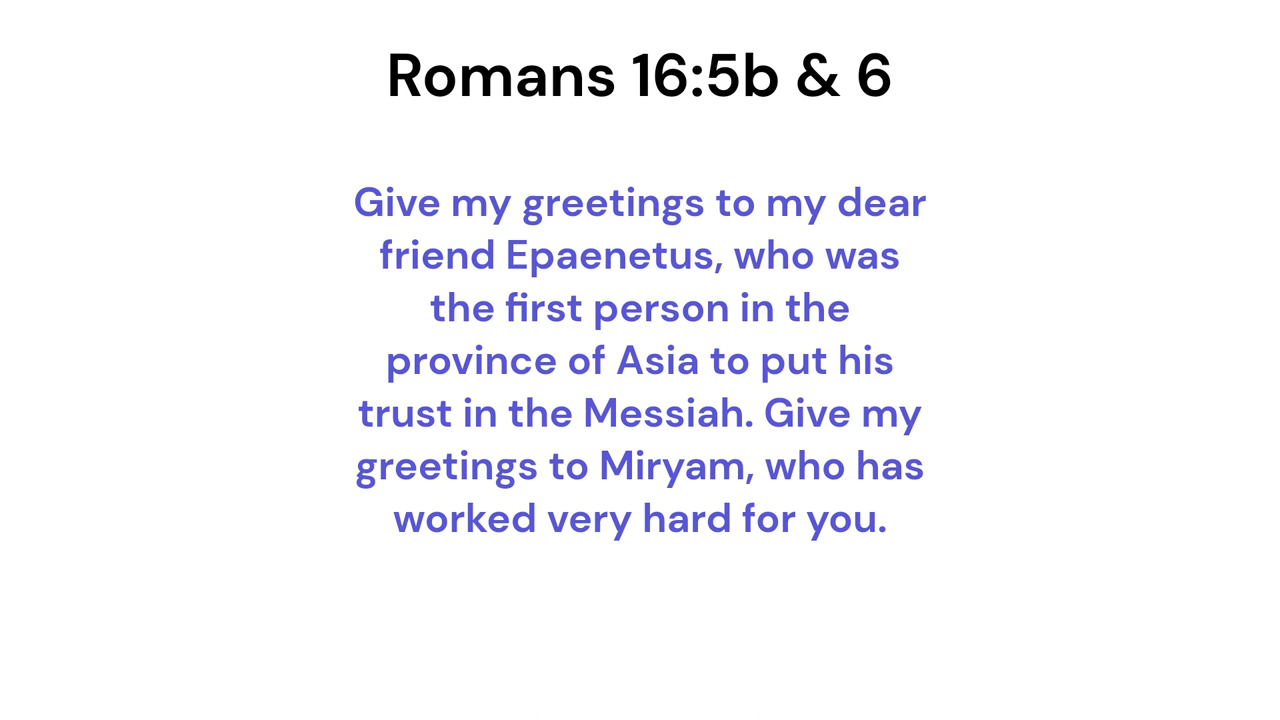 Romans 16:5b & 6
Give my greetings to my dear
friend Epaenetus, who was
the first person in the
province of Asia to put his
trust in the Messiah. Give my
greetings to Miryam, who has
worked very hard for you.